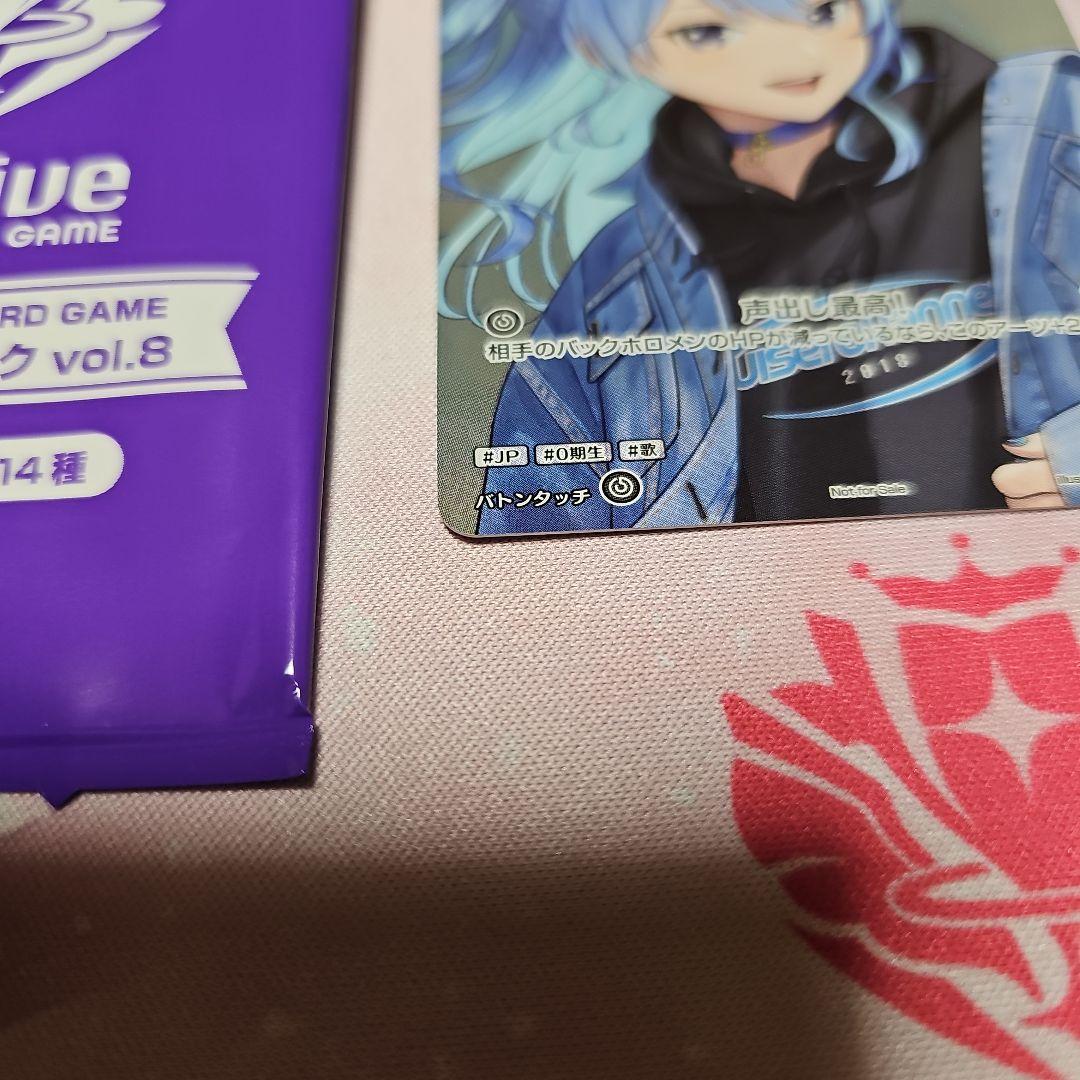 ive
GAME
RD GAME
ク vol.8
14種
声出し最高!
相手のバックホロメンのHPが減っているなら、このアーツ+2
2018
#JP #0期生 #歌
バトンタッチ
Not for Sale
illus